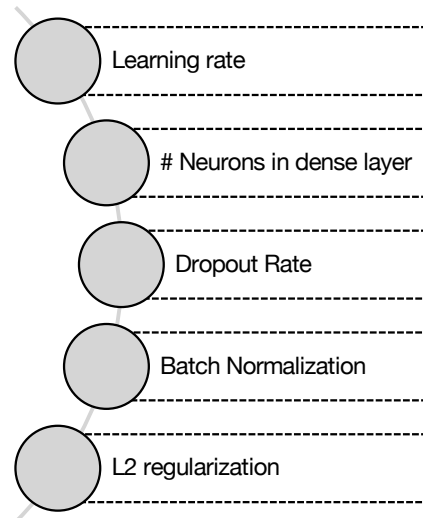 Learning rate
# Neurons in dense layer
Dropout Rate
Batch Normalization
L2 regularization